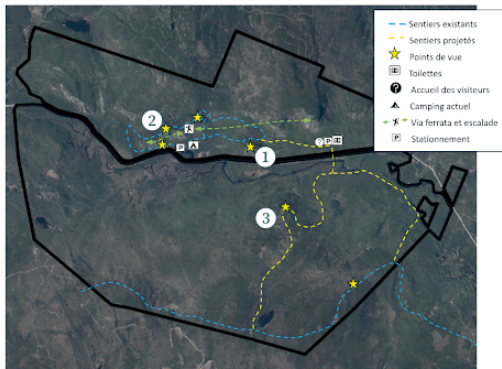 Sentiers existants
Sentiers projetés
Points de vue
Toilettes
? Accueil des visiteurs
Camping actuel
Via ferrata et escalade
P Stationnement
2
1
? P
P
3